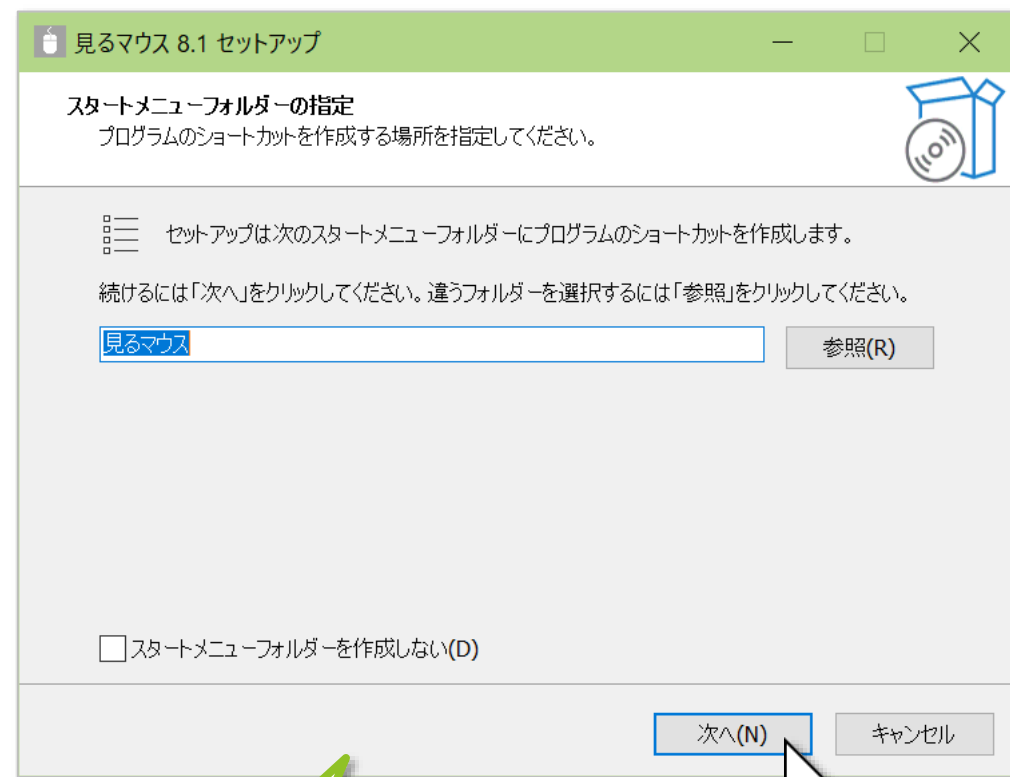 見るマウス 8.1 セットアップ
スタートメニューフォルダーの指定
プログラムのショートカットを作成する場所を指定してください。
セットアップは次のスタートメニューフォルダーにプログラムのショートカットを作成します。
続けるには「次へ」をクリックしてください。違うフォルダーを選択するには「参照」をクリックしてください。
見るマウス
参照(R)
スタートメニューフォルダーを作成しない(D)
次へ(N)
キャンセル